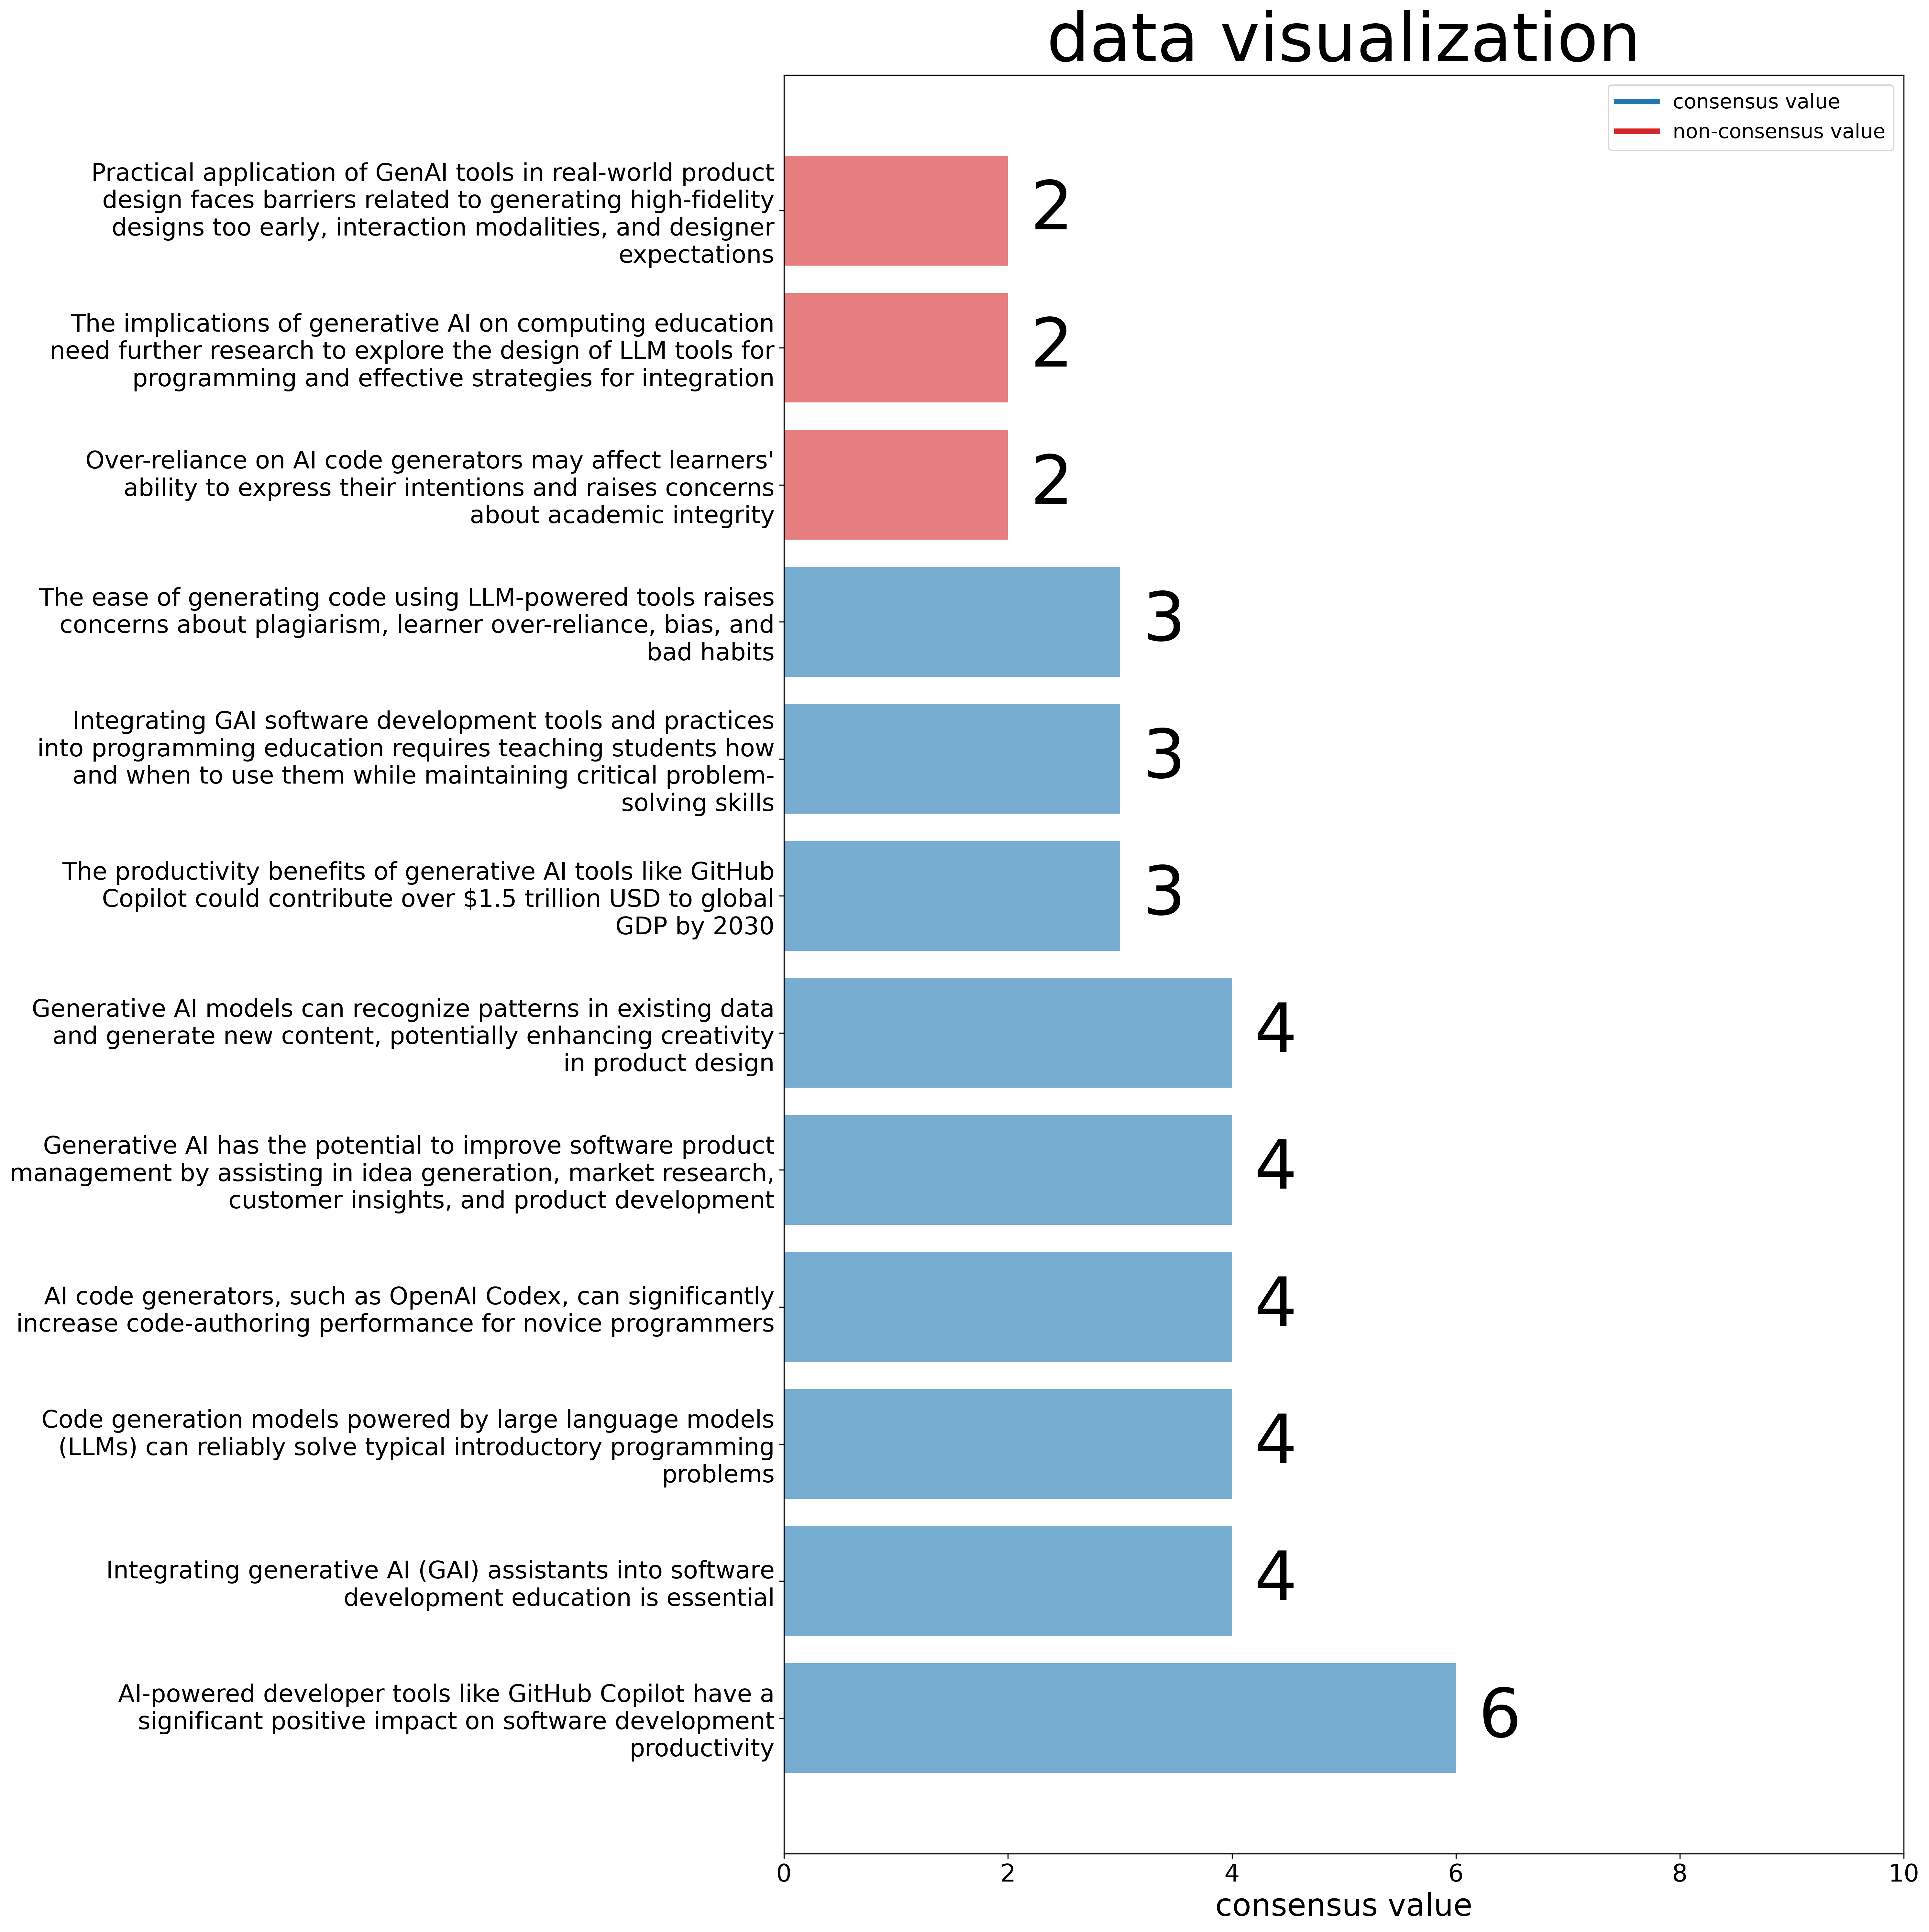 data visualization
consensus value
non-consensus value
Practical application of GenAI tools in real-world product
design faces barriers related to generating high-fidelity
designs too early, interaction modalities, and designer
expectations
2
The implications of generative AI on computing education
need further research to explore the design of LLM tools for
programming and effective strategies for integration
2
Over-reliance on AI code generators may affect learners'
ability to express their intentions and raises concerns
about academic integrity
2
The ease of generating code using LLM-powered tools raises
concerns about plagiarism, learner over-reliance, bias, and
bad habits
3
Integrating GAI software development tools and practices
into programming education requires teaching students how
and when to use them while maintaining critical problem-
solving skills
3
The productivity benefits of generative AI tools like GitHub
Copilot could contribute over $1.5 trillion USD to global
GDP by 2030
3
Generative AI models can recognize patterns in existing data
and generate new content, potentially enhancing creativity
in product design
4
Generative AI has the potential to improve software product
management by assisting in idea generation, market research,
customer insights, and product development
4
AI code generators, such as OpenAI Codex, can significantly
increase code-authoring performance for novice programmers
4
Code generation models powered by large language models
(LLMs) can reliably solve typical introductory programming
problems
4
Integrating generative AI (GAI) assistants into software
development education is essential
4
AI-powered developer tools like GitHub Copilot have a
significant positive impact on software development
productivity
6
0 2 4 6 8 10
consensus value